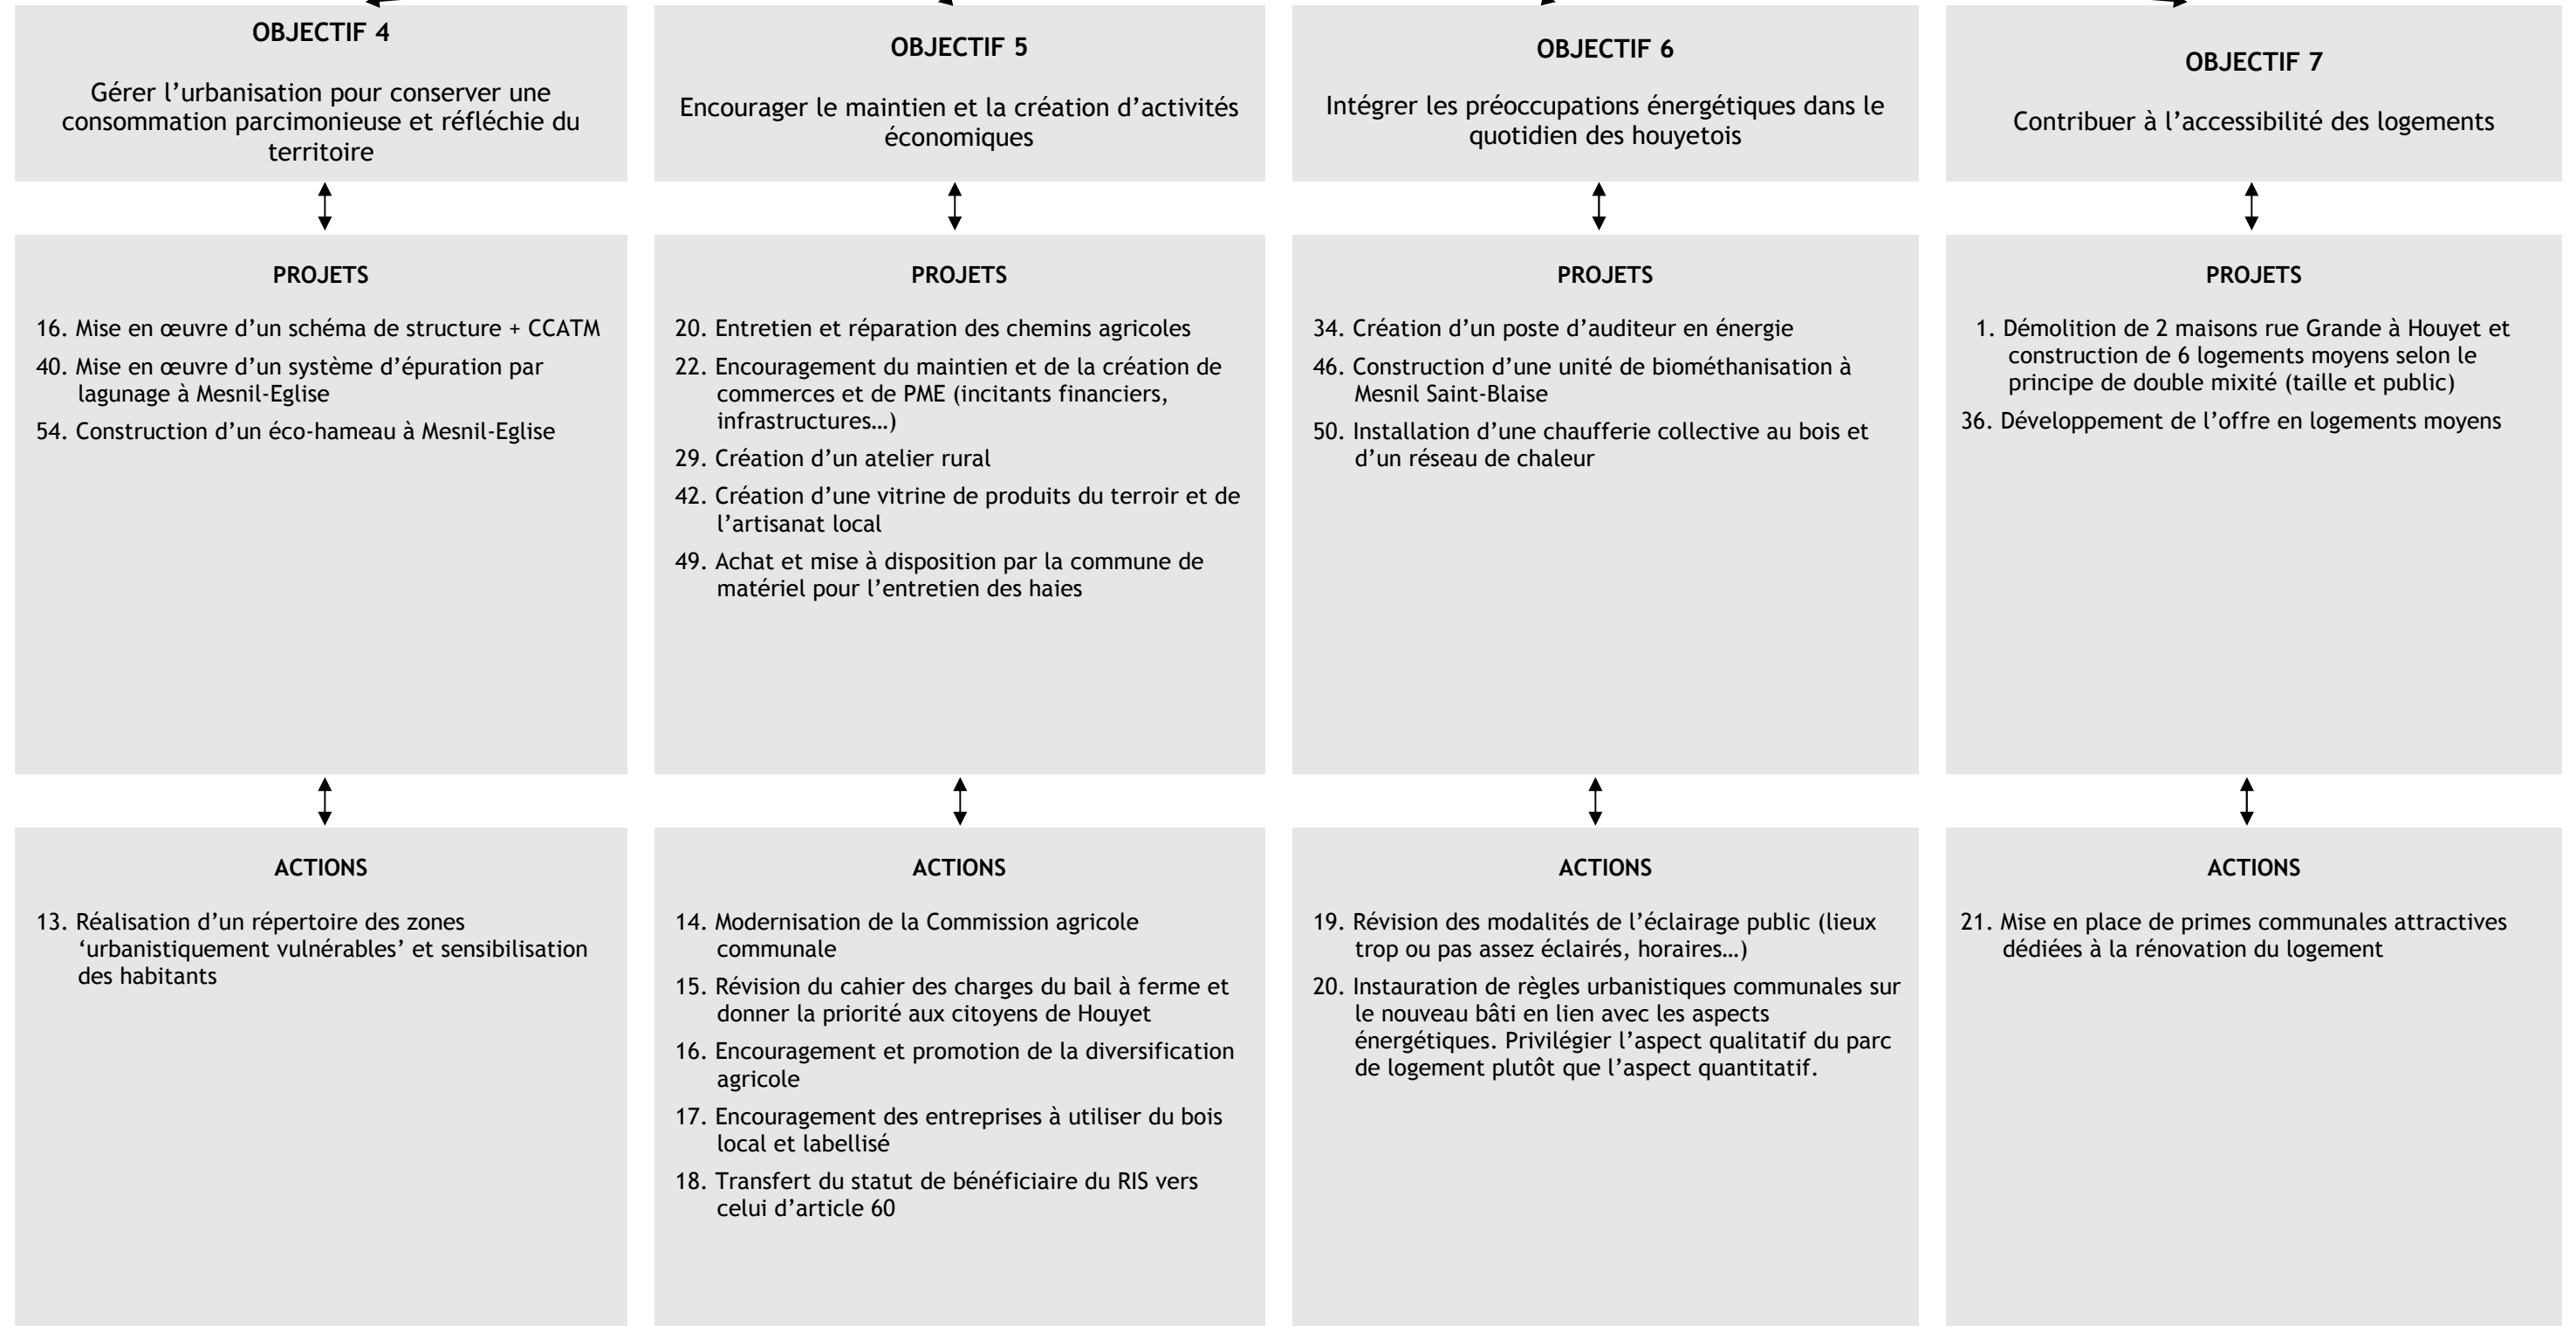 OBJECTIF 4
Gérer l’urbanisation pour conserver une
consommation parcimonieuse et réfléchie du
territoire
OBJECTIF 5
Encourager le maintien et la création d’activités
économiques
OBJECTIF 6
Intégrer les préoccupations énergétiques dans le
quotidien des houyetois
OBJECTIF 7
Contribuer à l’accessibilité des logements
PROJETS
16. Mise en œuvre d’un schéma de structure + CCATM
40. Mise en œuvre d’un système d’épuration par
lagunage à Mesnil-Eglise
54. Construction d’un éco-hameau à Mesnil-Eglise
PROJETS
20. Entretien et réparation des chemins agricoles
22. Encouragement du maintien et de la création de
commerces et de PME (incitants financiers,
infrastructures…)
29. Création d’un atelier rural
42. Création d’une vitrine de produits du terroir et de
l’artisanat local
49. Achat et mise à disposition par la commune de
matériel pour l’entretien des haies
PROJETS
34. Création d’un poste d’auditeur en énergie
46. Construction d’une unité de biométhanisation à
Mesnil Saint-Blaise
50. Installation d’une chaufferie collective au bois et
d’un réseau de chaleur
PROJETS
1. Démolition de 2 maisons rue Grande à Houyet et
construction de 6 logements moyens selon le
principe de double mixité (taille et public)
36. Développement de l’offre en logements moyens
ACTIONS
13. Réalisation d’un répertoire des zones
‘urbanistiquement vulnérables’ et sensibilisation
des habitants
ACTIONS
14. Modernisation de la Commission agricole
communale
15. Révision du cahier des charges du bail à ferme et
donner la priorité aux citoyens de Houyet
16. Encouragement et promotion de la diversification
agricole
17. Encouragement des entreprises à utiliser du bois
local et labellisé
18. Transfert du statut de bénéficiaire du RIS vers
celui d’article 60
ACTIONS
19. Révision des modalités de l’éclairage public (lieux
trop ou pas assez éclairés, horaires…)
20. Instauration de règles urbanistiques communales sur
le nouveau bâti en lien avec les aspects
énergétiques. Privilégier l’aspect qualitatif du parc
de logement plutôt que l’aspect quantitatif.
ACTIONS
21. Mise en place de primes communales attractives
dédiées à la rénovation du logement